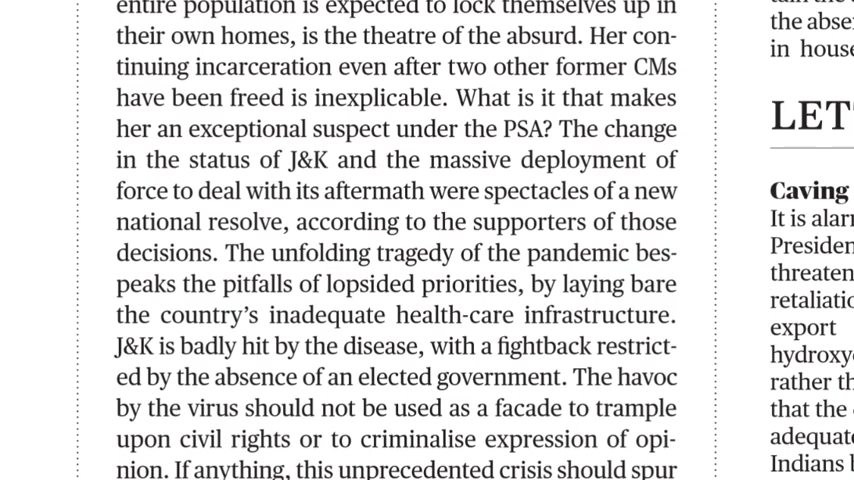 entire population is expected to lock themselves up in
their own homes, is the theatre of the absurd. Her con-
tinuing incarceration even after two other former CMs
have been freed is inexplicable. What is it that makes
her an exceptional suspect under the PSA? The change
in the status of J&K and the massive deployment of
force to deal with its aftermath were spectacles of a new
national resolve, according to the supporters of those
decisions. The unfolding tragedy of the pandemic bes-
peaks the pitfalls of lopsided priorities, by laying bare
the country's inadequate health-care infrastructure.
J&K is badly hit by the disease, with a fightback restrict-
ed by the absence of an elected government. The havoc
by the virus should not be used as a facade to trample
upon civil rights or to criminalise expression of opi-
nion. If anything, this unprecedented crisis should spur
the abse
in house
LET
Caving
It is alar
Presiden
threaten
retaliatio
export
hydroxy
rather th
that the
adequat
Indians